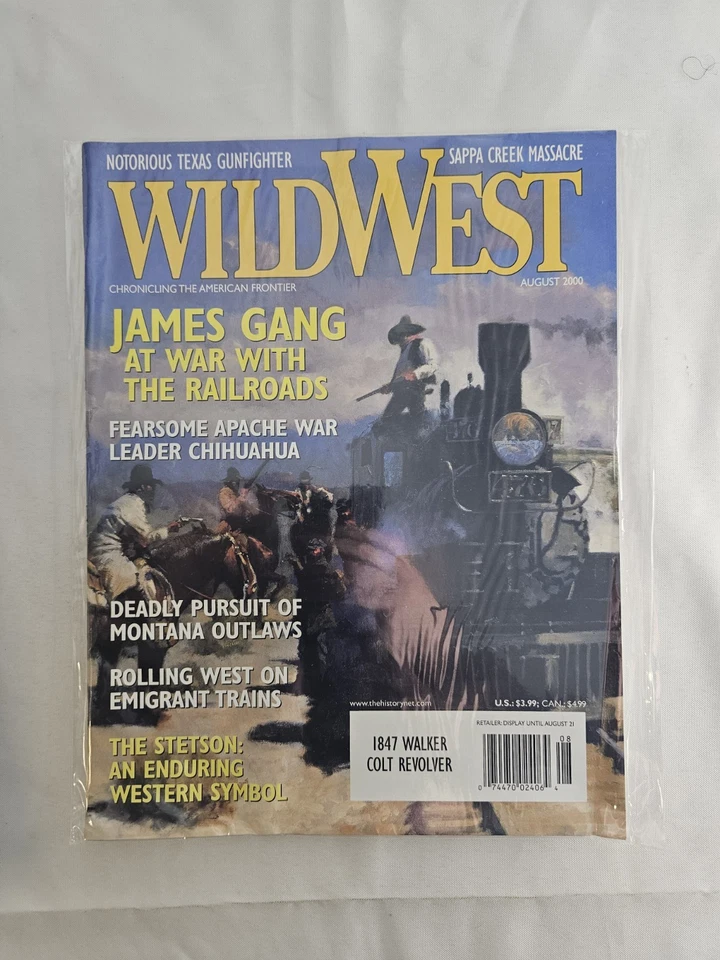 NOTORIOUS TEXAS GUNFIGHTER
SAPPA CREEK MASSACRE
WILD WEST
CHRONICLING THE AMERICAN FRONTIER
AUGUST 2000
JAMES GANG
AT WAR WITH
THE RAILROADS
FEARSOME APACHE WAR
LEADER CHIHUAHUA
DEADLY PURSUIT OF
MONTANA OUTLAWS
ROLLING WEST ON
EMIGRANT TRAINS
THE STETSON:
AN ENDURING
WESTERN SYMBOL
www.thehistorynet.com
U.S.: $3.99; CAN.: $4.99
RETAILER: DISPLAY UNTIL AUGUST 21
1847 WALKER
COLT REVOLVER
08
0 74470 02406 4